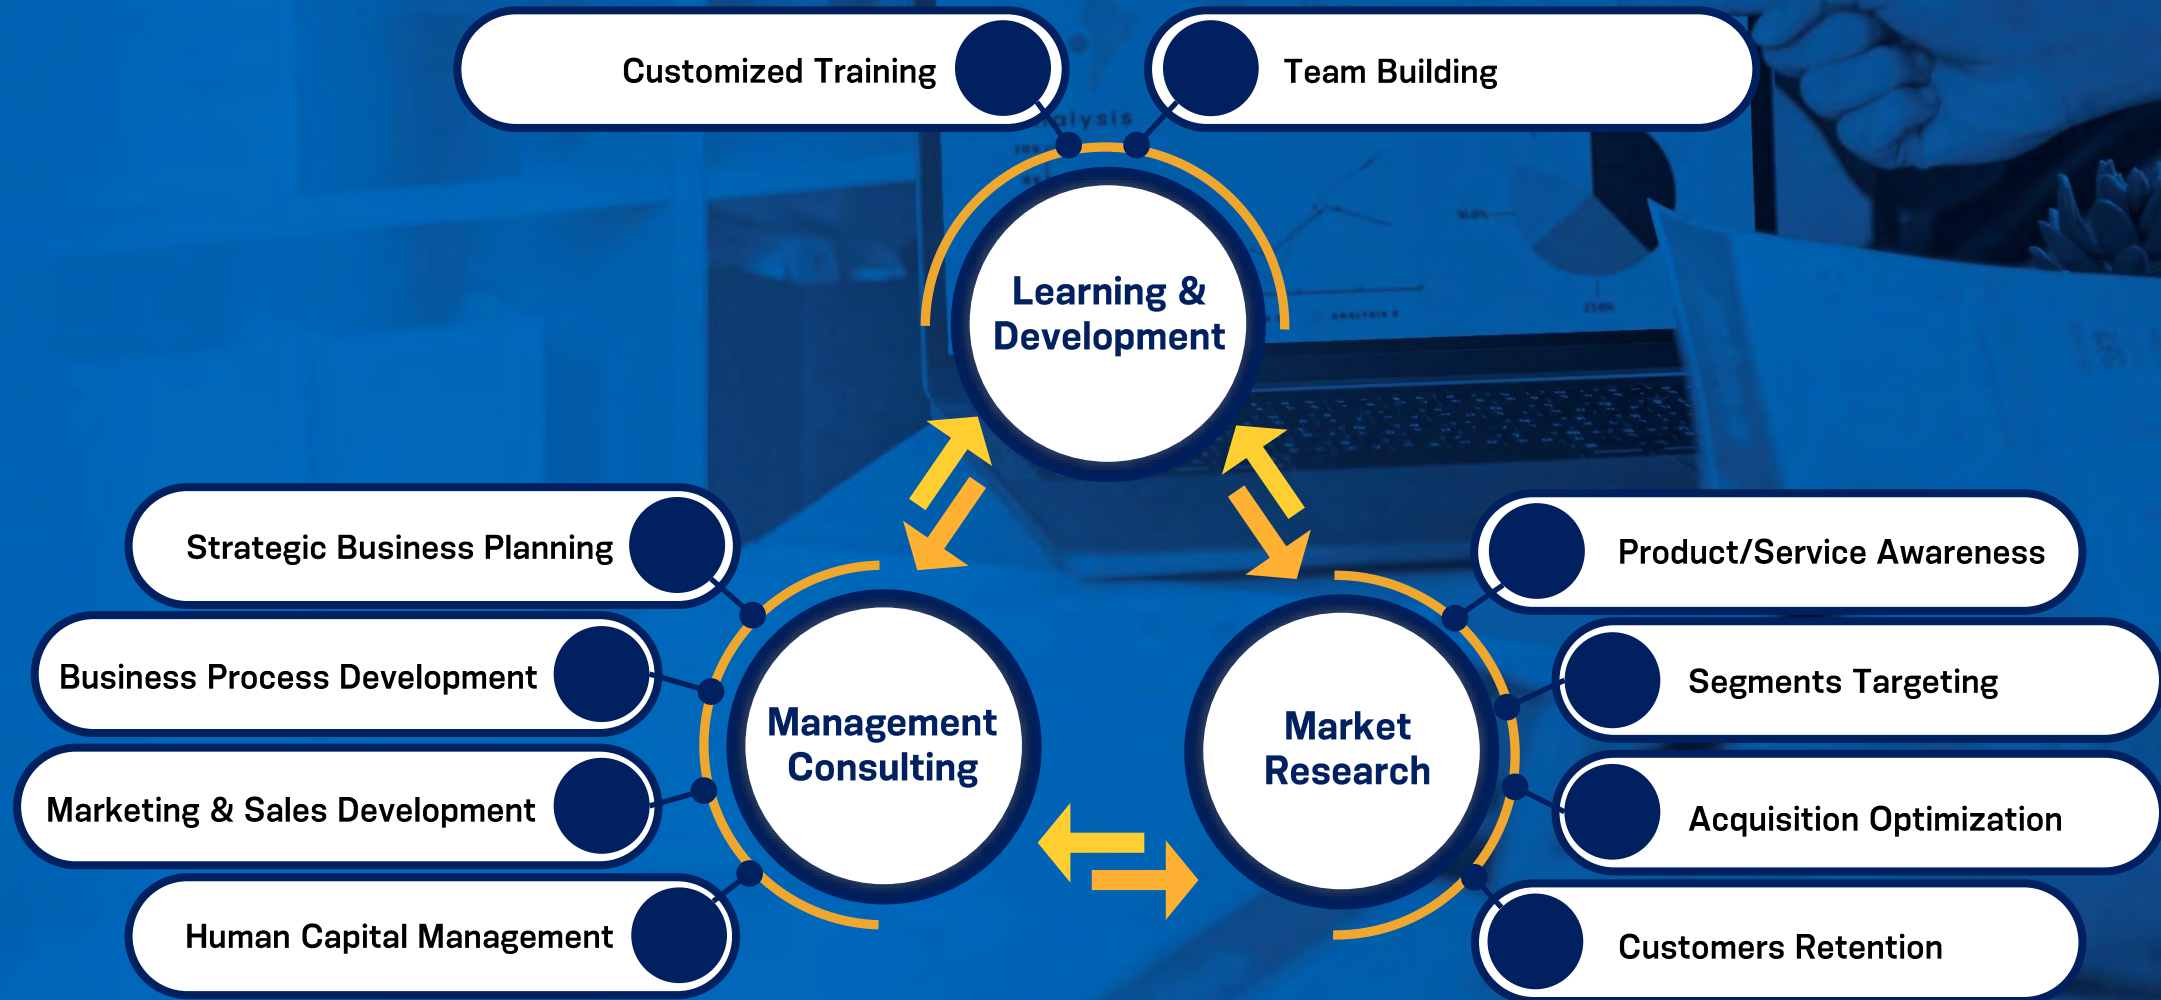 Customized Training
Team Building
alysis
Learning &
Development
Strategic Business Planning
Business Process Development
Marketing & Sales Development
Human Capital Management
Management
Consulting
Market
Research
Product/Service Awareness
Segments Targeting
Acquisition Optimization
Customers Retention